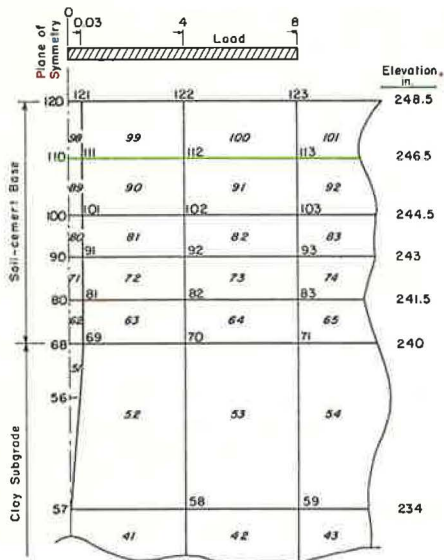 0
0.03
4
8
Load
Plane of Symmetry
Elevation, in.
121 122 123
120 248.5
98 99 100 101
110 111 112 113 246.5
89 90 91 92
100 101 102 103 244.5
80 81 82 83
90 91 92 93 243
71 72 73 74
80 81 82 83 241.5
62 63 64 65
68 69 70 71 240
51
56
52 53 54
57 58 59 234
41 42 43
Soil-cement Base
Clay Subgrade